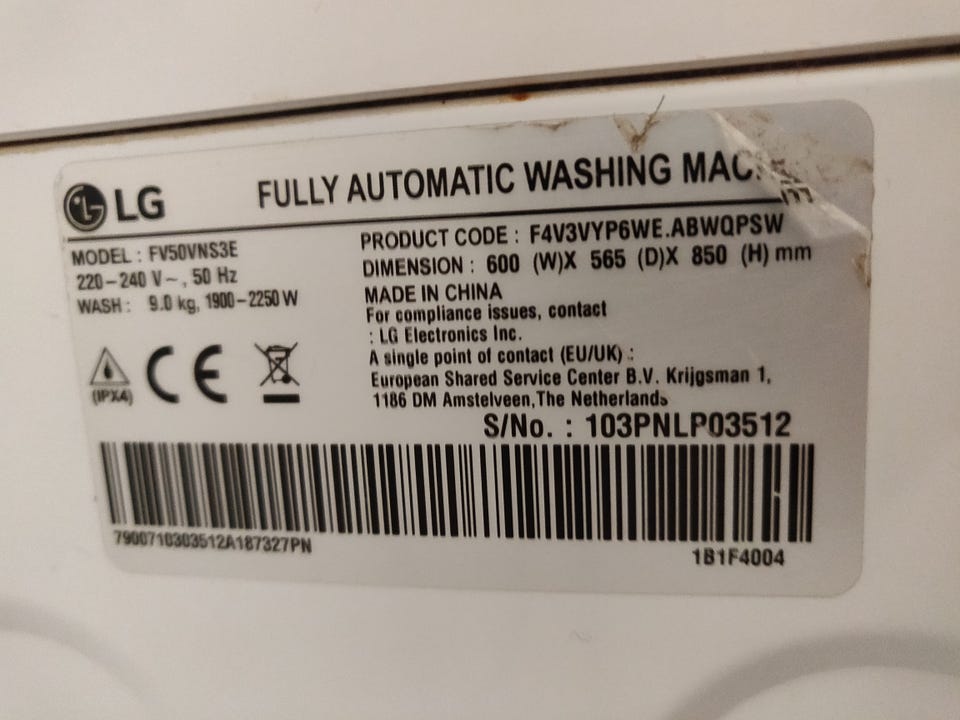 LG FULLY AUTOMATIC WASHING
MODEL : FV50VNS3E
220-240 V~, 50 Hz
WASH : 9.0 kg, 1900-2250 W
(IPX4)
CE
PRODUCT CODE : F4V3VYP6WE.ABWQPSW
DIMENSION : 600 (W)X 565 (D)X 850 (H) mm
MADE IN CHINA
For compliance issues, contact
: LG Electronics Inc.
A single point of contact (EU/UK) :
European Shared Service Center B.V. Krijgsman 1,
1186 DM Amstelveen, The Netherlands
S/No. : 103PNLP03512
7900710303512A187327PN
1B1F4004